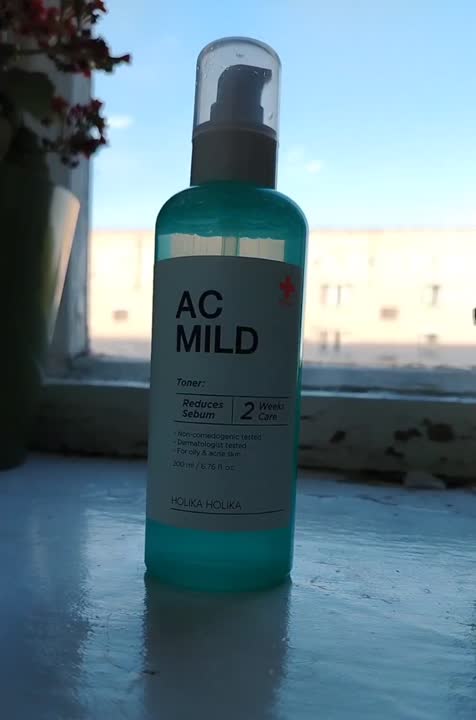 AC
MILD
Toner:
Reduces
Sebum
2 Weeks
Care
- Non-comedogenic tested
- Dermatologist tested
- For oily & acne skin
200 ml / 6.76 fl. oz.
HOLIKA HOLIKA